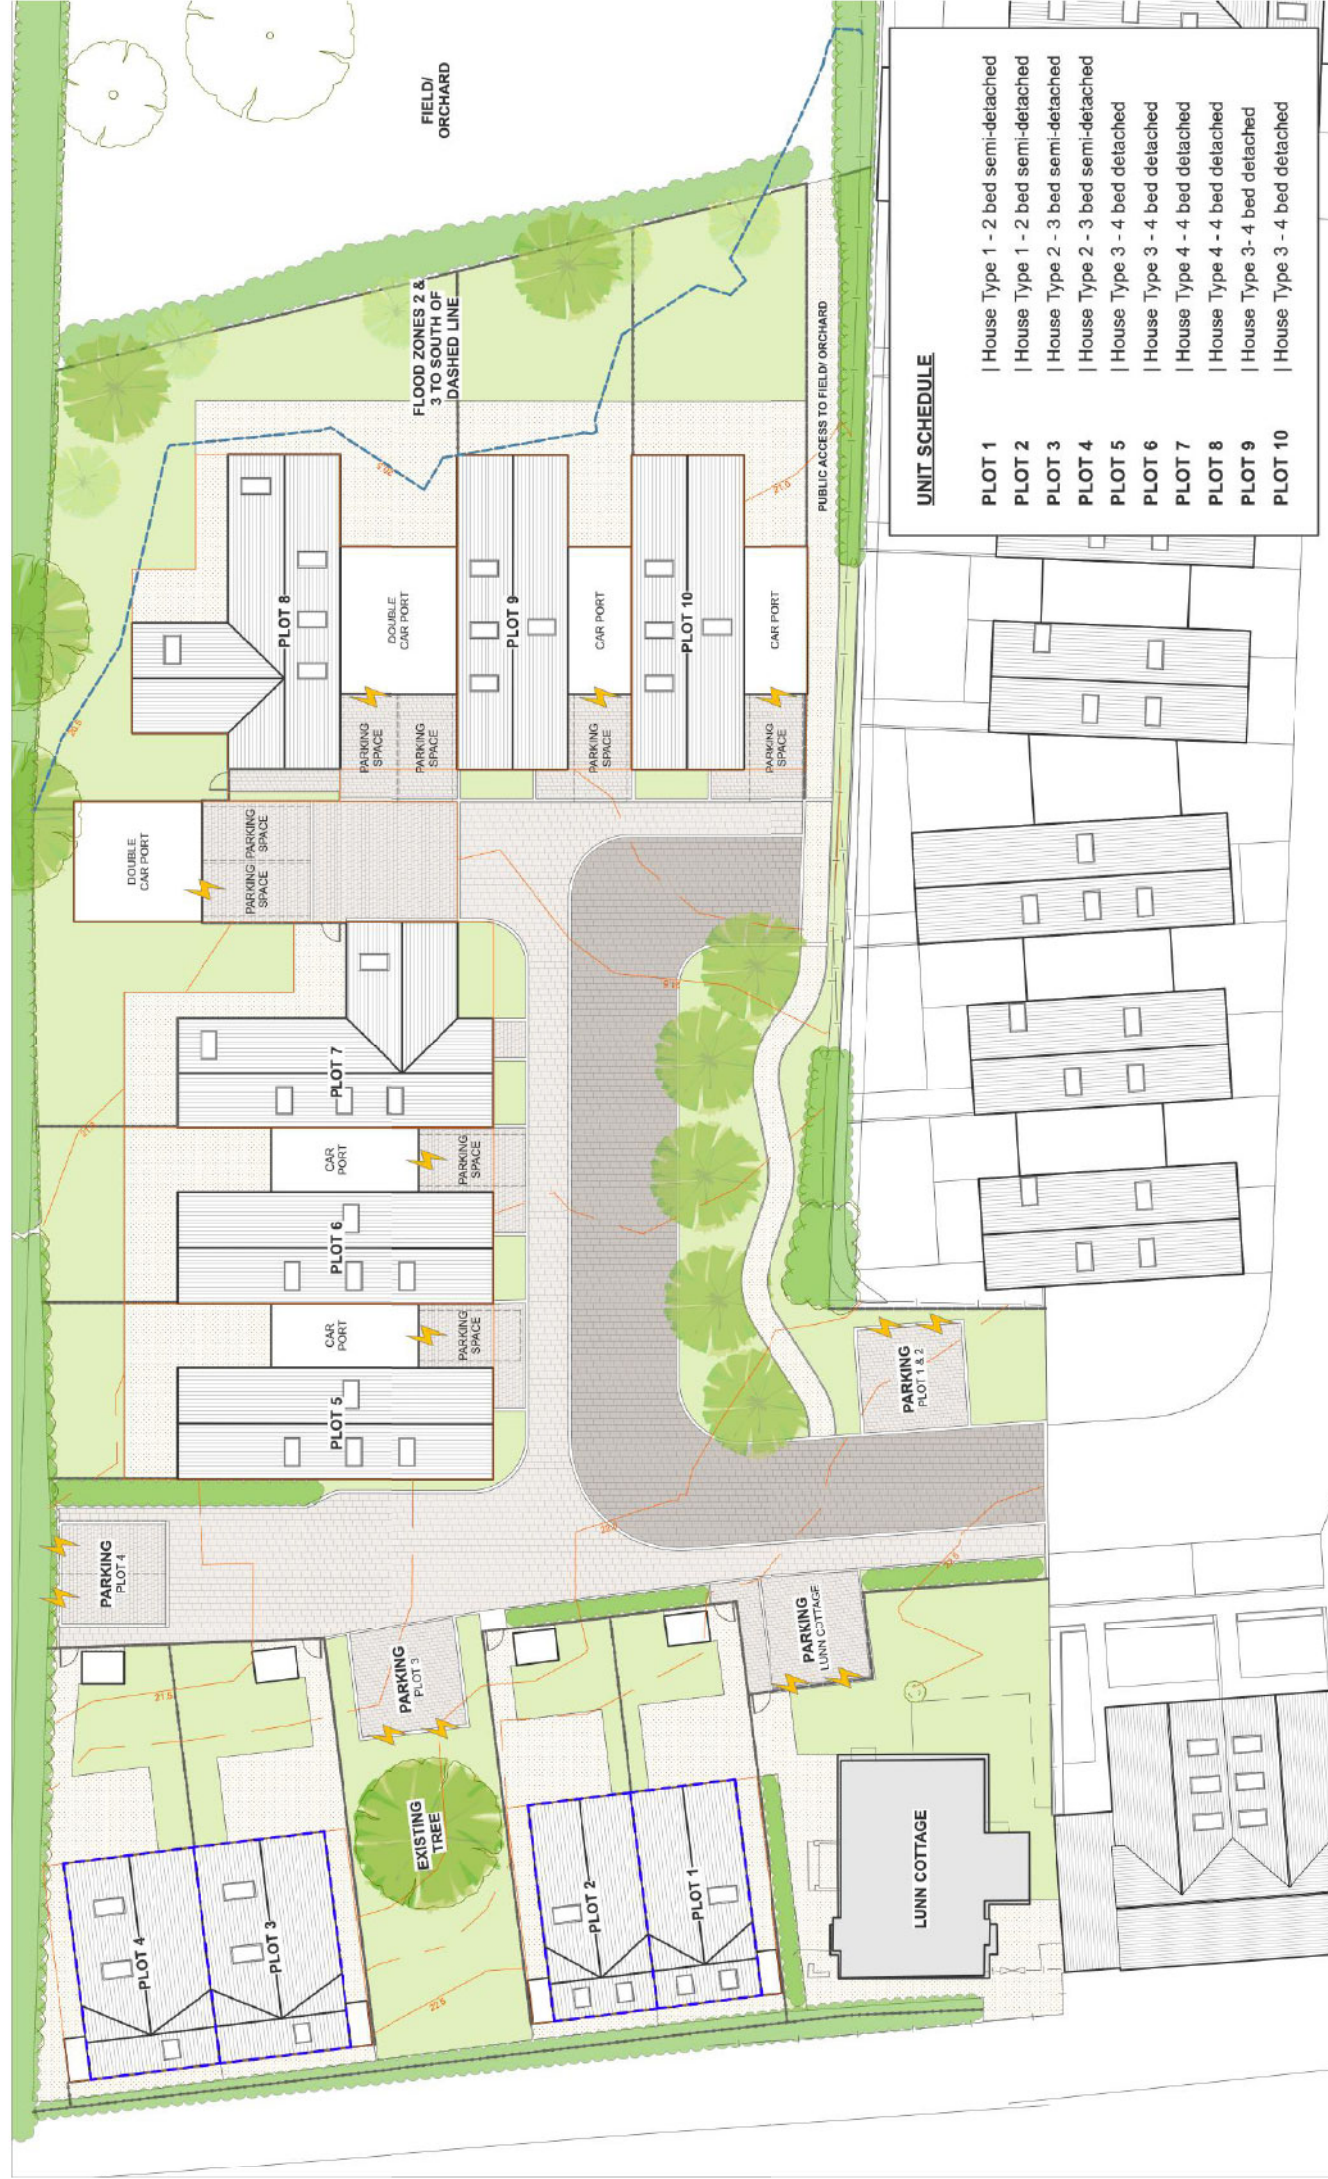 FIELD/
ORCHARD
FLOOD ZONES 2 &
3 TO SOUTH OF
DASHED LINE
PUBLIC ACCESS TO FIELD/ ORCHARD
UNIT SCHEDULE
PLOT 1 | House Type 1 - 2 bed semi-detached
PLOT 2 | House Type 1 - 2 bed semi-detached
PLOT 3 | House Type 2 - 3 bed semi-detached
PLOT 4 | House Type 2 - 3 bed semi-detached
PLOT 5 | House Type 3 - 4 bed detached
PLOT 6 | House Type 3 - 4 bed detached
PLOT 7 | House Type 4 - 4 bed detached
PLOT 8 | House Type 4 - 4 bed detached
PLOT 9 | House Type 3- 4 bed detached
PLOT 10 | House Type 3 - 4 bed detached
PLOT 8
DOUBLE
CAR PORT
PLOT 9
CAR PORT
PLOT 10
CAR PORT
PARKING
SPACE
PARKING
SPACE
PARKING
SPACE
PARKING
SPACE
21.5
DOUBLE
CAR PORT
PARKING
SPACE
PARKING
SPACE
PLOT 7
CAR
PORT
PARKING
SPACE
PLOT 6
CAR
PORT
PARKING
SPACE
PLOT 5
PARKING
PLOT 1 & 2
PARKING
PLOT 4
22.5
PARKING
PLOT 3
PARKING
LUNN COTTAGE
21.5
EXISTING
TREE
PLOT 4
PLOT 3
PLOT 2
PLOT 1
LUNN COTTAGE
22.5